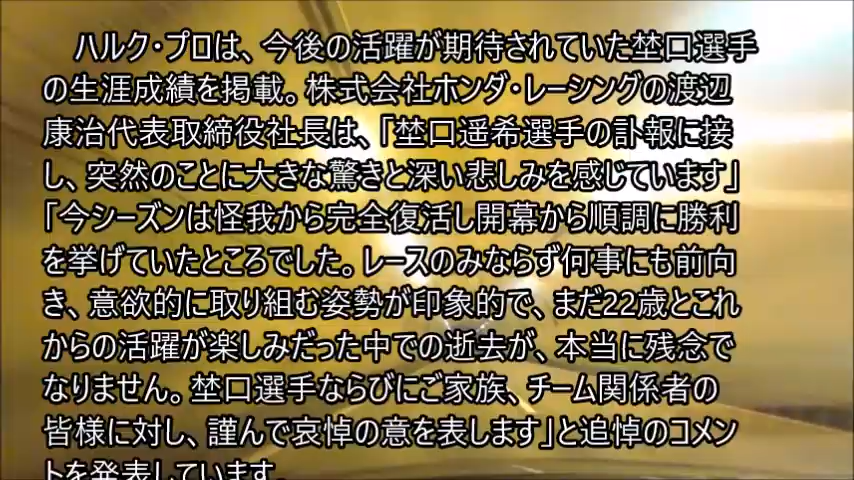 ハルク・プロは、今後の活躍が期待されていた埜口選手
の生涯成績を掲載。株式会社ホンダ・レーシングの渡辺
康治代表取締役社長は、「埜口遥希選手の訃報に接
し、突然のことに大きな驚きと深い悲しみを感じています」
「今シーズンは怪我から完全復活し開幕から順調に勝利
を挙げていたところでした。レースのみならず何事にも前向
き、意欲的に取り組む姿勢が印象的で、まだ22歳とこれ
からの活躍が楽しみだった中での逝去が、本当に残念で
なりません。埜口選手ならびにご家族、チーム関係者の
皆様に対し、謹んで哀悼の意を表します」と追悼のコメン
トを発表しています。